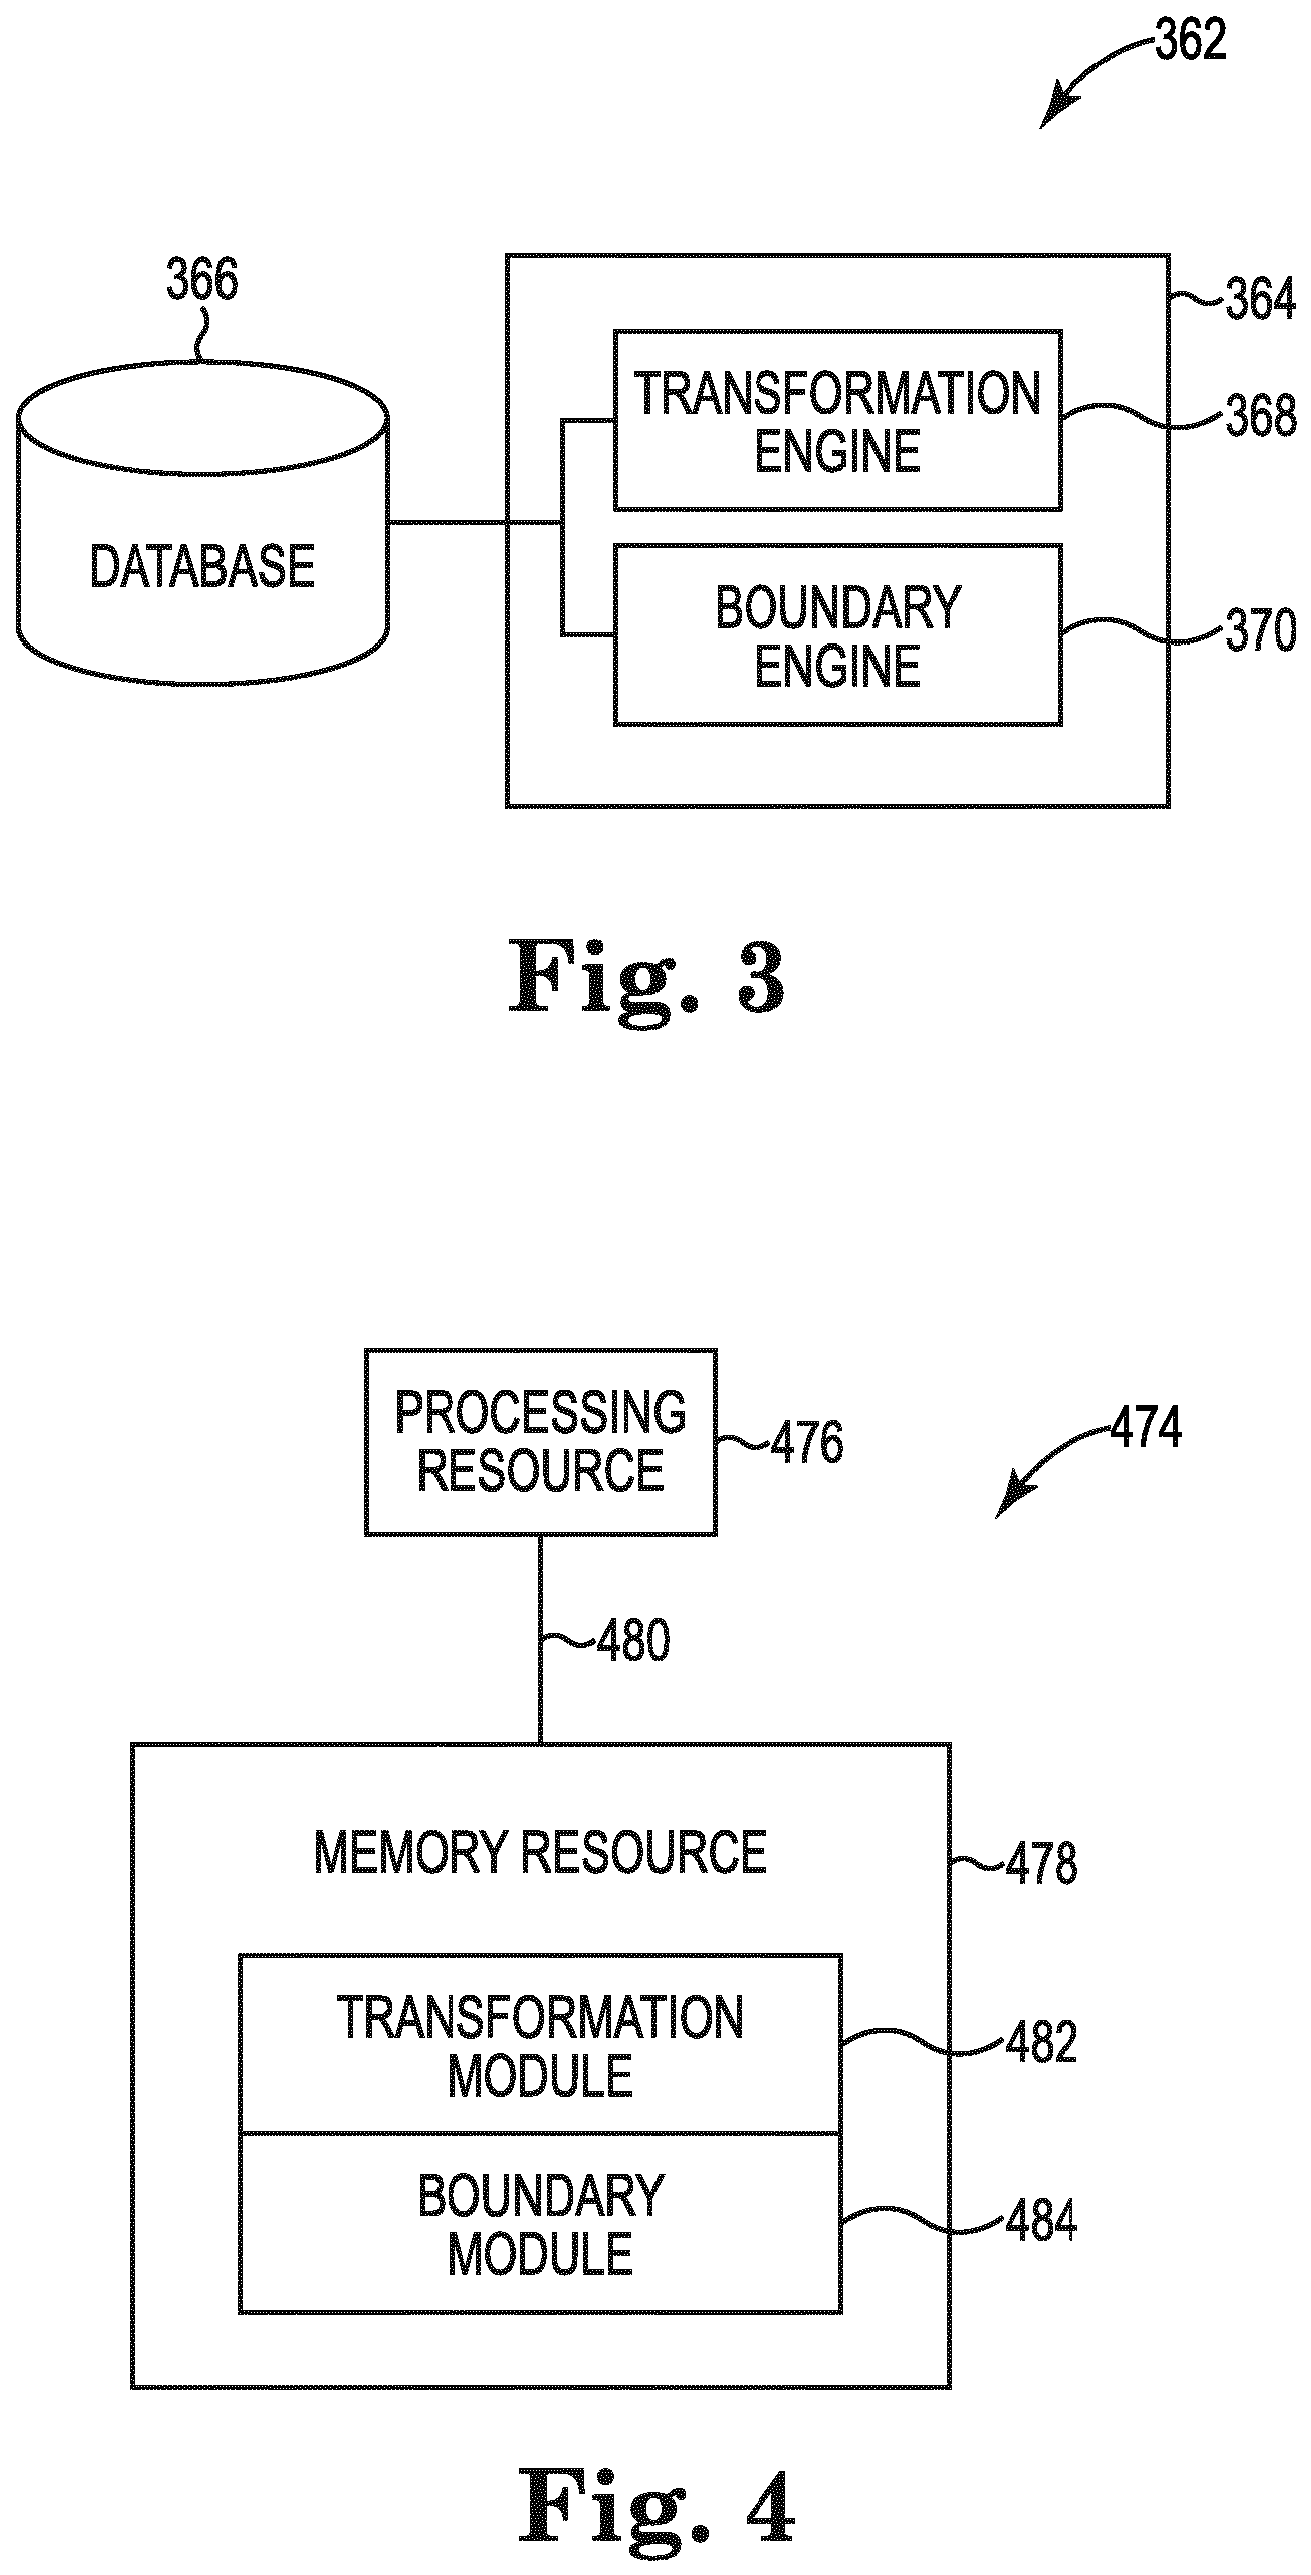 362
366
364
TRANSFORMATION
ENGINE
368
DATABASE
BOUNDARY
ENGINE
370
Fig. 3
PROCESSING
RESOURCE
476
474
480
MEMORY RESOURCE
478
TRANSFORMATION
MODULE
482
BOUNDARY
MODULE
484
Fig. 4